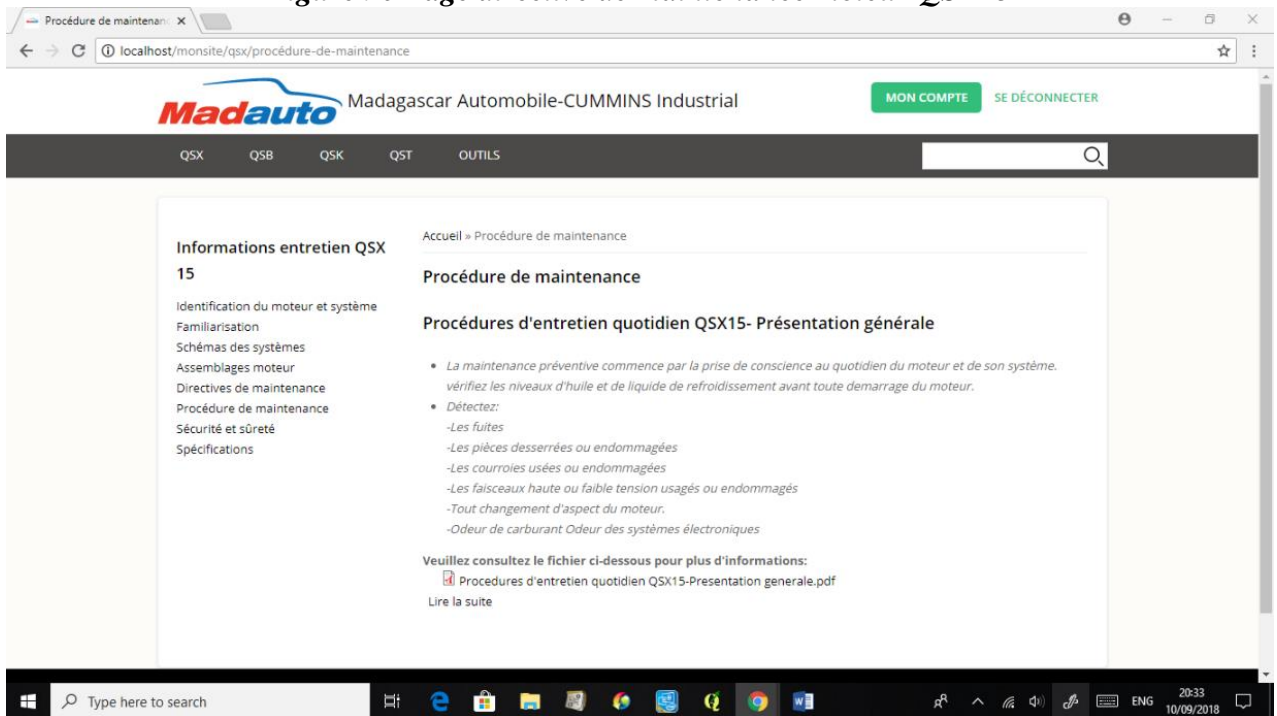 Procédure de maintenanc
localhost/monsite/qsx/procédure-de-maintenance
Madauto Madagascar Automobile-CUMMINS Industrial
MON COMPTE SE DÉCONNECTER
QSX QSB QSK QST OUTILS
Informations entretien QSX
15
Identification du moteur et système
Familiarisation
Schémas des systèmes
Assemblages moteur
Directives de maintenance
Procédure de maintenance
Sécurité et sûreté
Spécifications
Accueil » Procédure de maintenance
Procédure de maintenance
Procédures d'entretien quotidien QSX15- Présentation générale
• La maintenance préventive commence par la prise de conscience au quotidien du moteur et de son système.
vérifiez les niveaux d'huile et de liquide de refroidissement avant toute demarrage du moteur.
• Détectez:
-Les fuites
-Les pièces desserrées ou endommagées
-Les courroies usées ou endommagées
-Les faisceaux haute ou faible tension usagés ou endommagés
-Tout changement d'aspect du moteur.
-Odeur de carburant Odeur des systèmes électroniques
Veuillez consultez le fichier ci-dessous pour plus d'informations:
Procedures d'entretien quotidien QSX15-Presentation generale.pdf
Lire la suite
Type here to search
ENG
20:33
10/09/2018